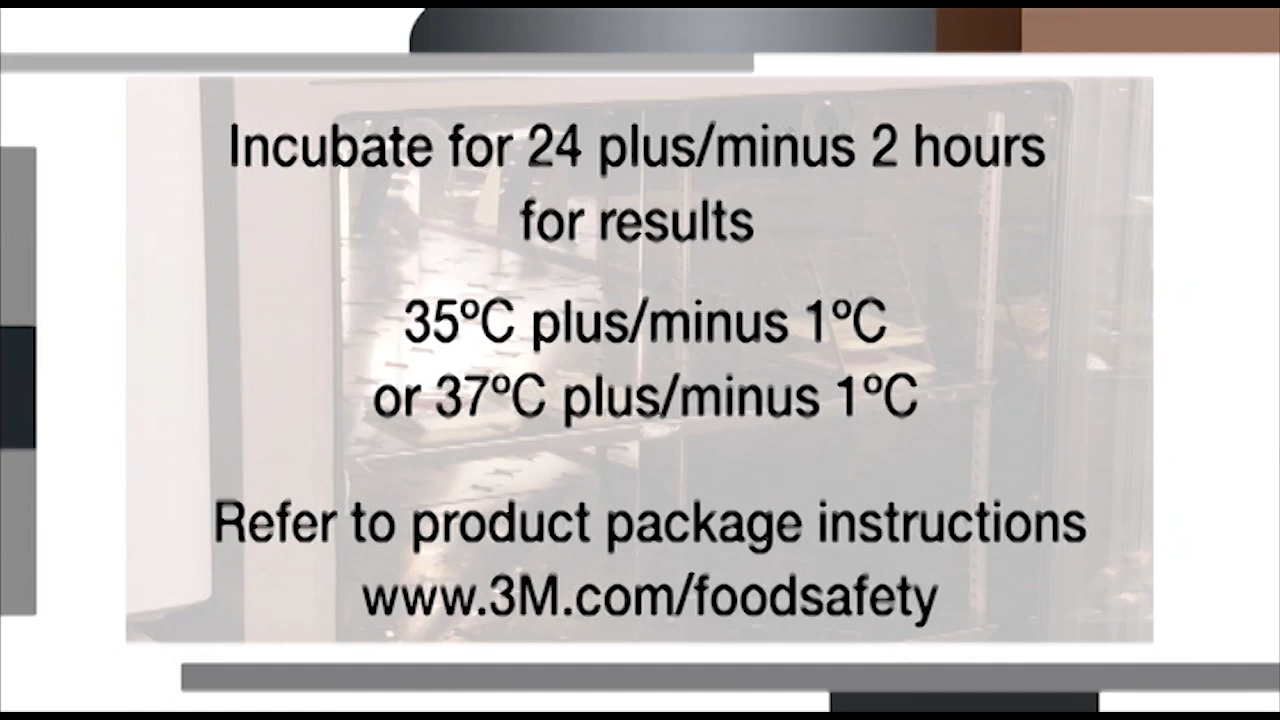 Incubate for 24 plus/minus 2 hours
for results
35ºC plus/minus 1ºC
or 37ºC plus/minus 1ºC
Refer to product package instructions
www.3M.com/foodsafety